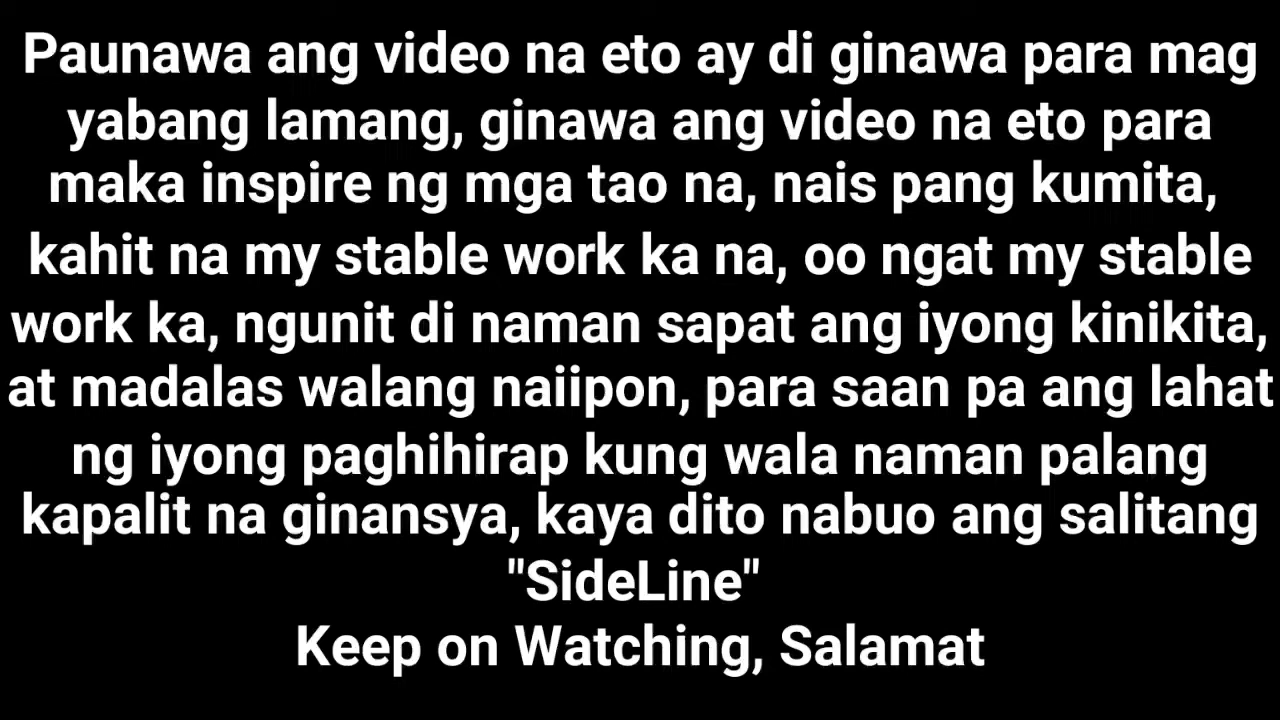 Paunawa ang video na eto ay di ginawa para mag
yabang lamang, ginawa ang video na eto para
maka inspire ng mga tao na, nais pang kumita,
kahit na my stable work ka na, oo ngat my stable
work ka, ngunit di naman sapat ang iyong kinikita,
at madalas walang naiipon, para saan pa ang lahat
ng iyong paghihirap kung wala naman palang
kapalit na ginansya, kaya dito nabuo ang salitang
"SideLine"
Keep on Watching, Salamat